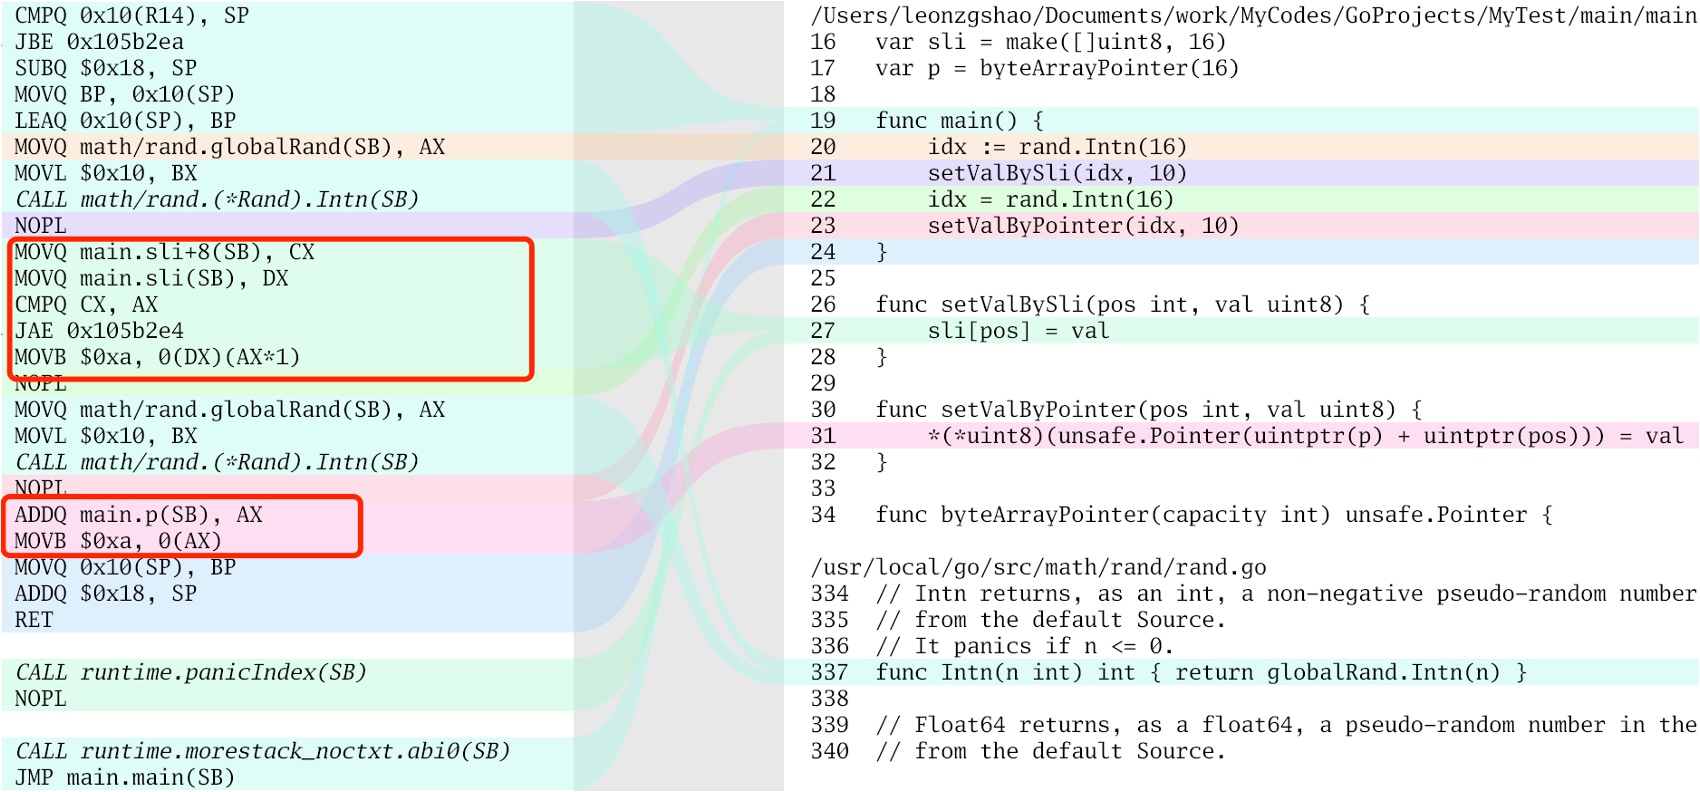 CMPQ 0x10(R14), SP
JBE 0x105b2ea
SUBQ $0x18, SP
MOVQ BP, 0x10(SP)
LEAQ 0x10(SP), BP
MOVQ math/rand.globalRand(SB), AX
MOVL $0x10, BX
CALL math/rand.(*Rand).Intn(SB)
NOPL
MOVQ main.sli+8(SB), CX
MOVQ main.sli(SB), DX
CMPQ CX, AX
JAE 0x105b2e4
MOVB $0xa, 0(DX)(AX*1)
NOPL
MOVQ math/rand.globalRand(SB), AX
MOVL $0x10, BX
CALL math/rand.(*Rand).Intn(SB)
NOPL
ADDQ main.p(SB), AX
MOVB $0xa, 0(AX)
MOVQ 0x10(SP), BP
ADDQ $0x18, SP
RET
CALL runtime.panicIndex(SB)
NOPL
CALL runtime.morestack_noctxt.abi0(SB)
JMP main.main(SB)
/Users/leonzgshao/Documents/work/MyCodes/GoProjects/MyTest/main/main
16 var sli = make([]uint8, 16)
17 var p = byteArrayPointer(16)
18
19 func main() {
20 idx := rand.Intn(16)
21 setValBySli(idx, 10)
22 idx = rand.Intn(16)
23 setValByPointer(idx, 10)
24 }
25
26 func setValBySli(pos int, val uint8) {
27 sli[pos] = val
28 }
29
30 func setValByPointer(pos int, val uint8) {
31 *(*uint8)(unsafe.Pointer(uintptr(p) + uintptr(pos))) = val
32 }
33
34 func byteArrayPointer(capacity int) unsafe.Pointer {
/usr/local/go/src/math/rand/rand.go
334 // Intn returns, as an int, a non-negative pseudo-random number
335 // from the default Source.
336 // It panics if n <= 0.
337 func Intn(n int) int { return globalRand.Intn(n) }
338
339 // Float64 returns, as a float64, a pseudo-random number in the
340 // from the default Source.